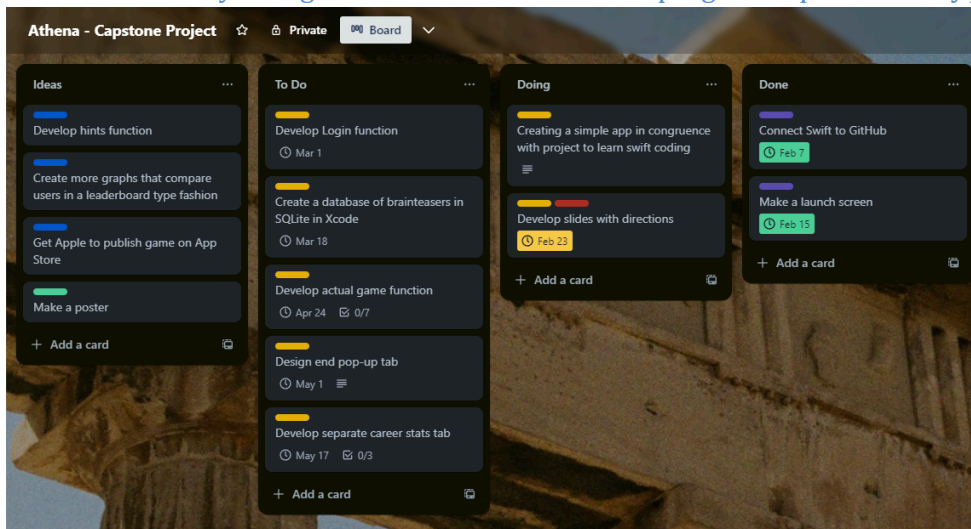 Athena - Capstone Project Private Board
Ideas
Develop hints function
Create more graphs that compare
users in a leaderboard type fashion
Get Apple to publish game on App
Store
Make a poster
+ Add a card
To Do
Develop Login function
Mar 1
Create a database of brainteasers in
SQLite in Xcode
Mar 18
Develop actual game function
Apr 24 0/7
Design end pop-up tab
May 1
Develop separate career stats tab
May 17 0/3
+ Add a card
Doing
Creating a simple app in congruence
with project to learn swift coding
Develop slides with directions
Feb 23
+ Add a card
Done
Connect Swift to GitHub
Feb 7
Make a launch screen
Feb 15
+ Add a card